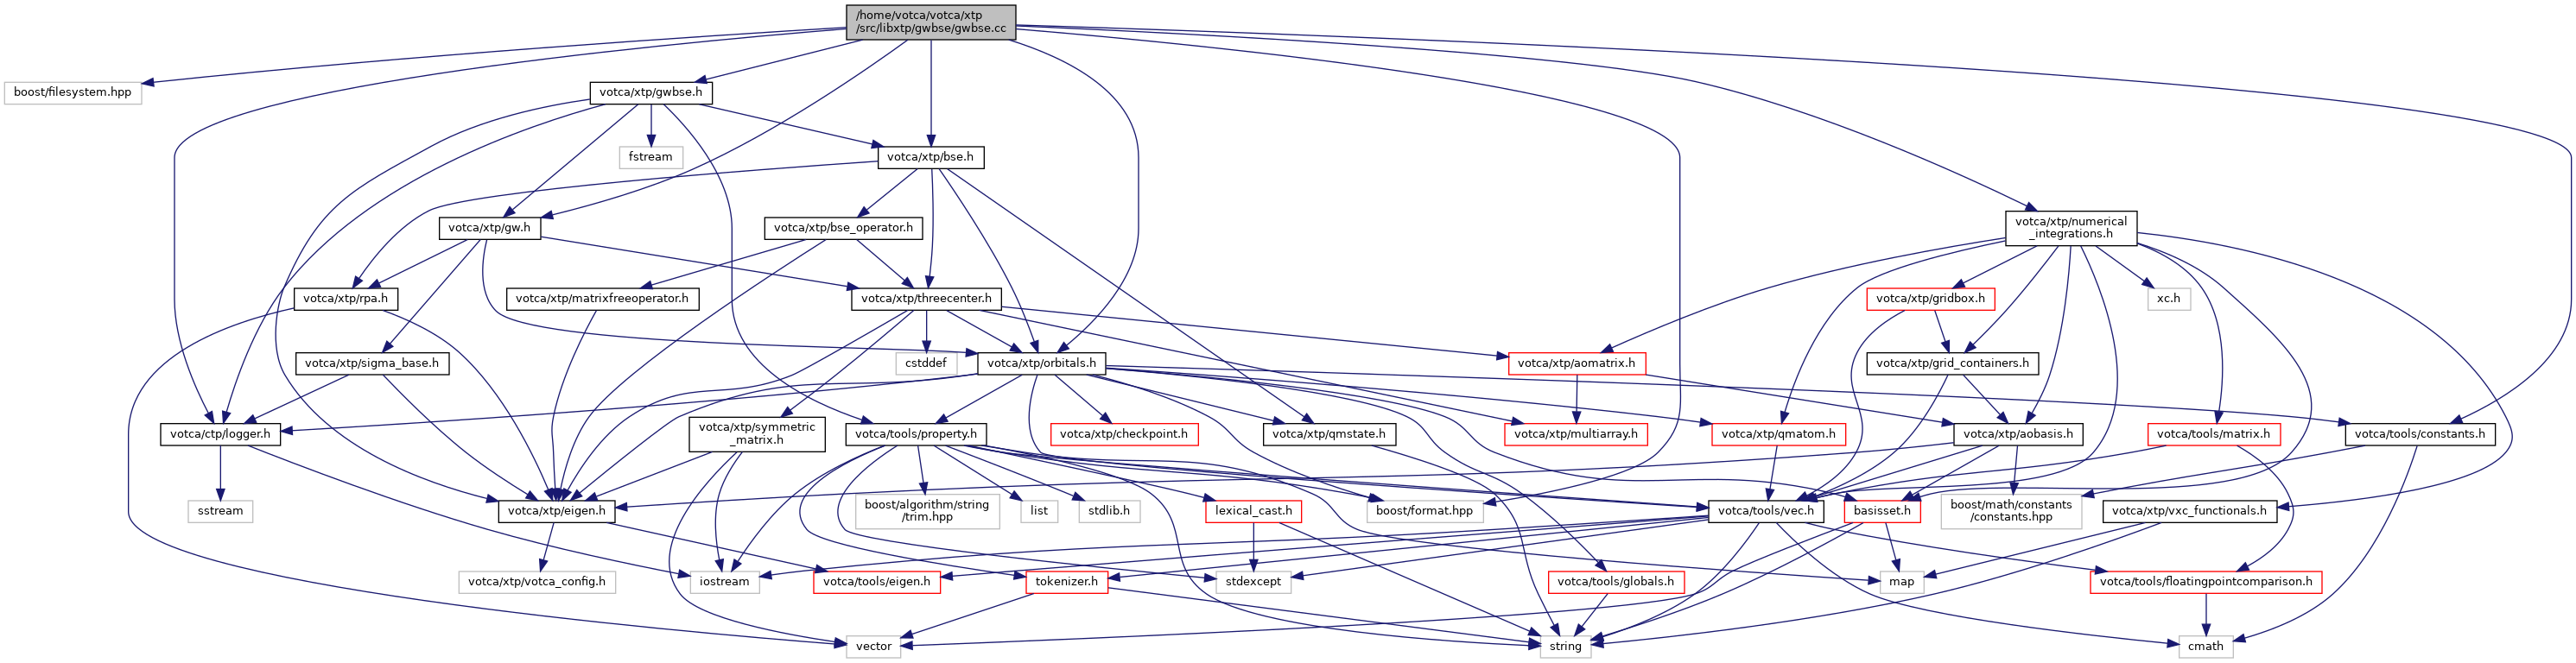 /home/votca/votca/xtp
/src/libxtp/gwbse/gwbse.cc
boost/filesystem.hpp
votca/xtp/gwbse.h
fstream
votca/xtp/bse.h
votca/xtp/gw.h
votca/xtp/bse_operator.h
votca/xtp/numerical
_integrations.h
votca/xtp/rpa.h
votca/xtp/matrixfreeoperator.h
votca/xtp/threecenter.h
votca/xtp/gridbox.h
xc.h
votca/xtp/sigma_base.h
cstddef
votca/xtp/orbitals.h
votca/xtp/aomatrix.h
votca/xtp/grid_containers.h
votca/ctp/logger.h
votca/xtp/symmetric
_matrix.h
votca/tools/property.h
votca/xtp/checkpoint.h
votca/xtp/qmstate.h
votca/xtp/multiarray.h
votca/xtp/qmatom.h
votca/xtp/aobasis.h
votca/tools/matrix.h
votca/tools/constants.h
sstream
votca/xtp/eigen.h
boost/algorithm/string
/trim.hpp
list
stdlib.h
lexical_cast.h
boost/format.hpp
votca/tools/vec.h
basisset.h
boost/math/constants
/constants.hpp
votca/xtp/vxc_functionals.h
votca/xtp/votca_config.h
iostream
votca/tools/eigen.h
tokenizer.h
stdexcept
votca/tools/globals.h
map
votca/tools/floatingpointcomparison.h
vector
string
cmath